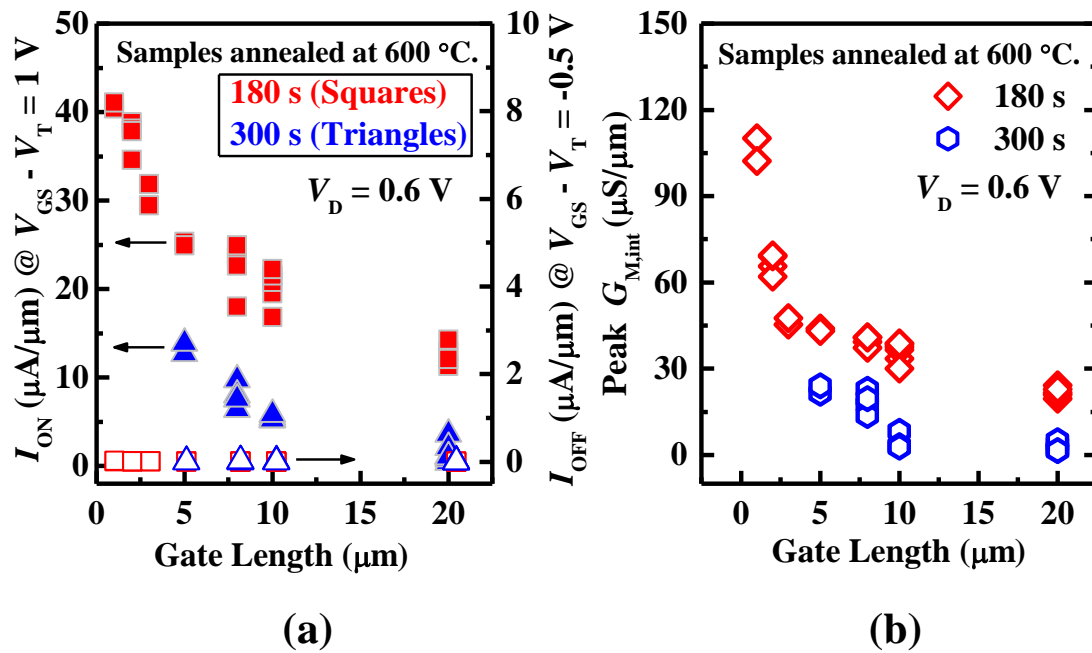 Samples annealed at 600 °C.
180 s (Squares)
300 s (Triangles)
V_D = 0.6 V
I_ON (μA/μm) @ V_GS - V_T = 1 V
50
40
30
20
10
0
I_OFF (μA/μm) @ V_GS - V_T = -0.5 V
10
8
6
4
2
0
0 5 10 15 20
Gate Length (μm)
(a)
Samples annealed at 600 °C.
180 s
300 s
V_D = 0.6 V
Peak G_M,int (μS/μm)
150
120
90
60
30
0
0 5 10 15 20
Gate Length (μm)
(b)